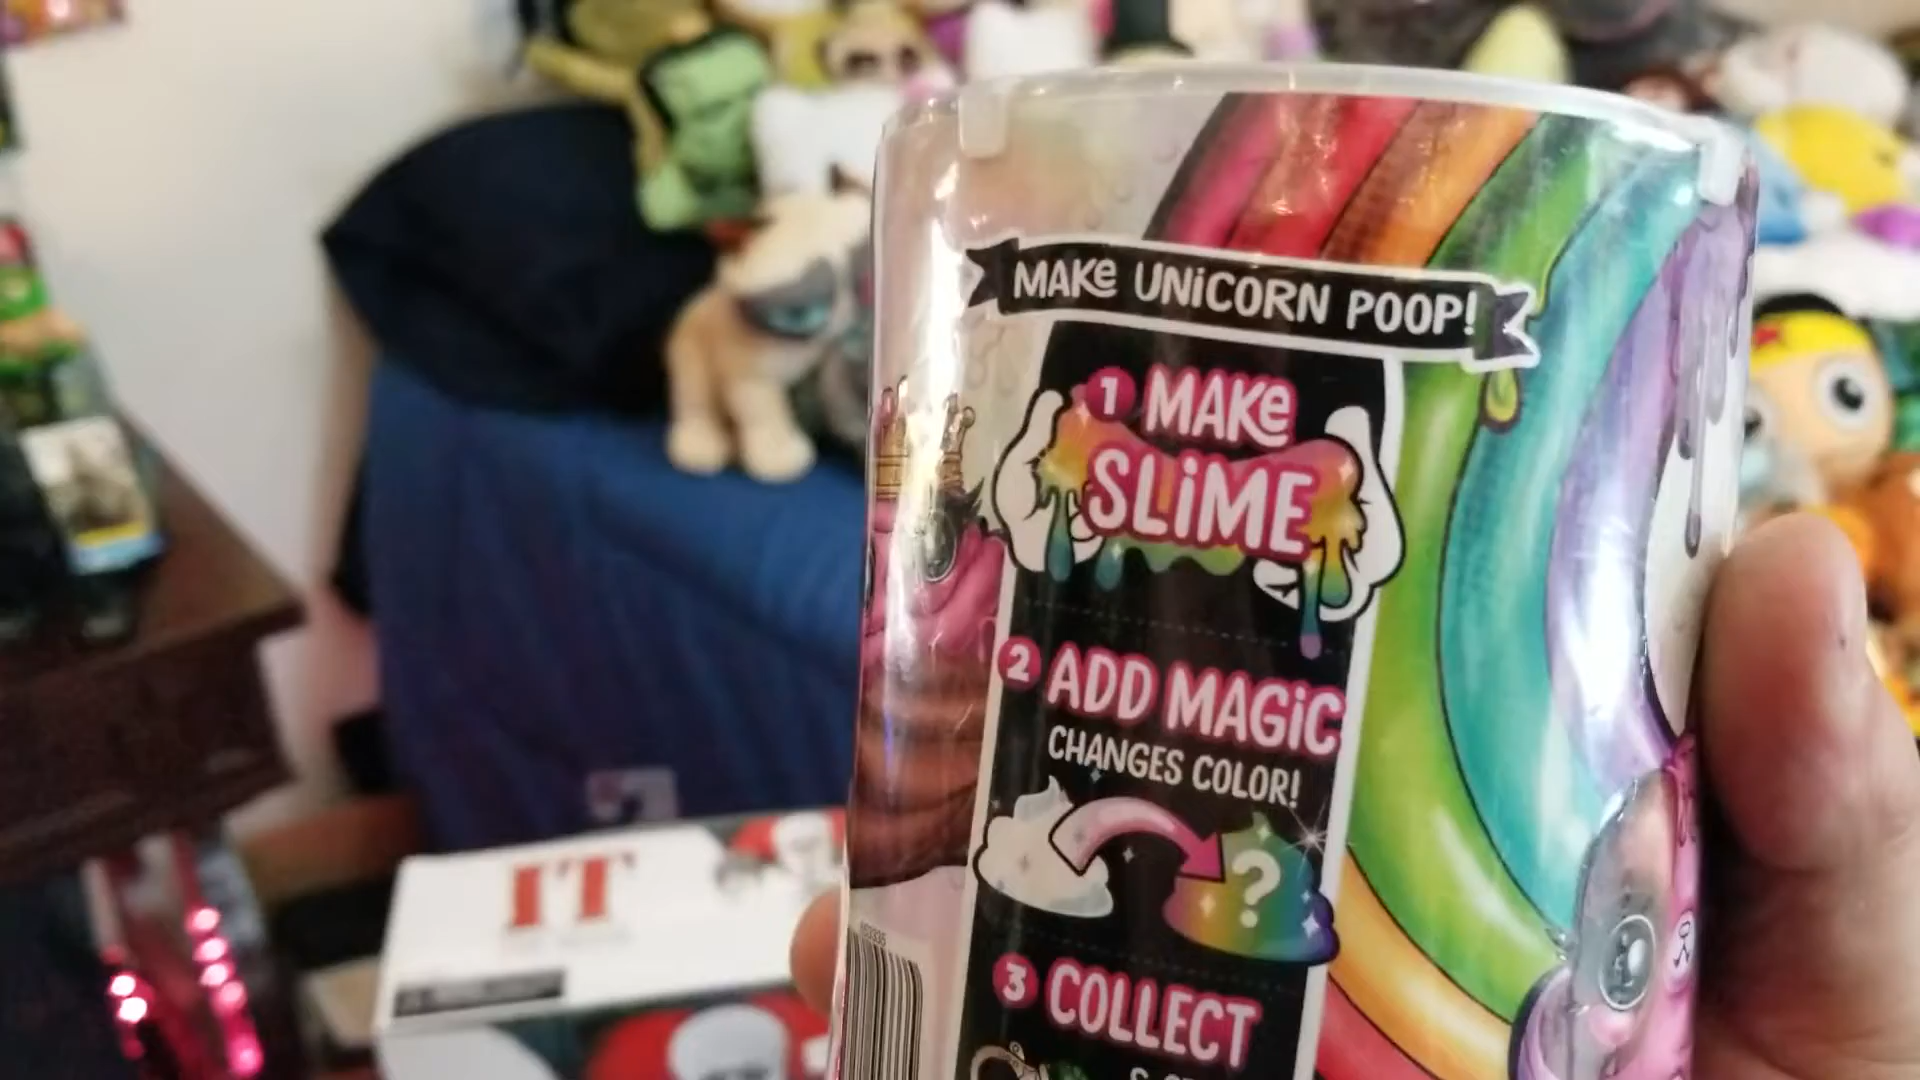 MAKe UNiCORN POOP!
1 MAKe
SLiME
2 ADD MAGiC
CHANGES COLOR!
?
3 COLLECT
IT